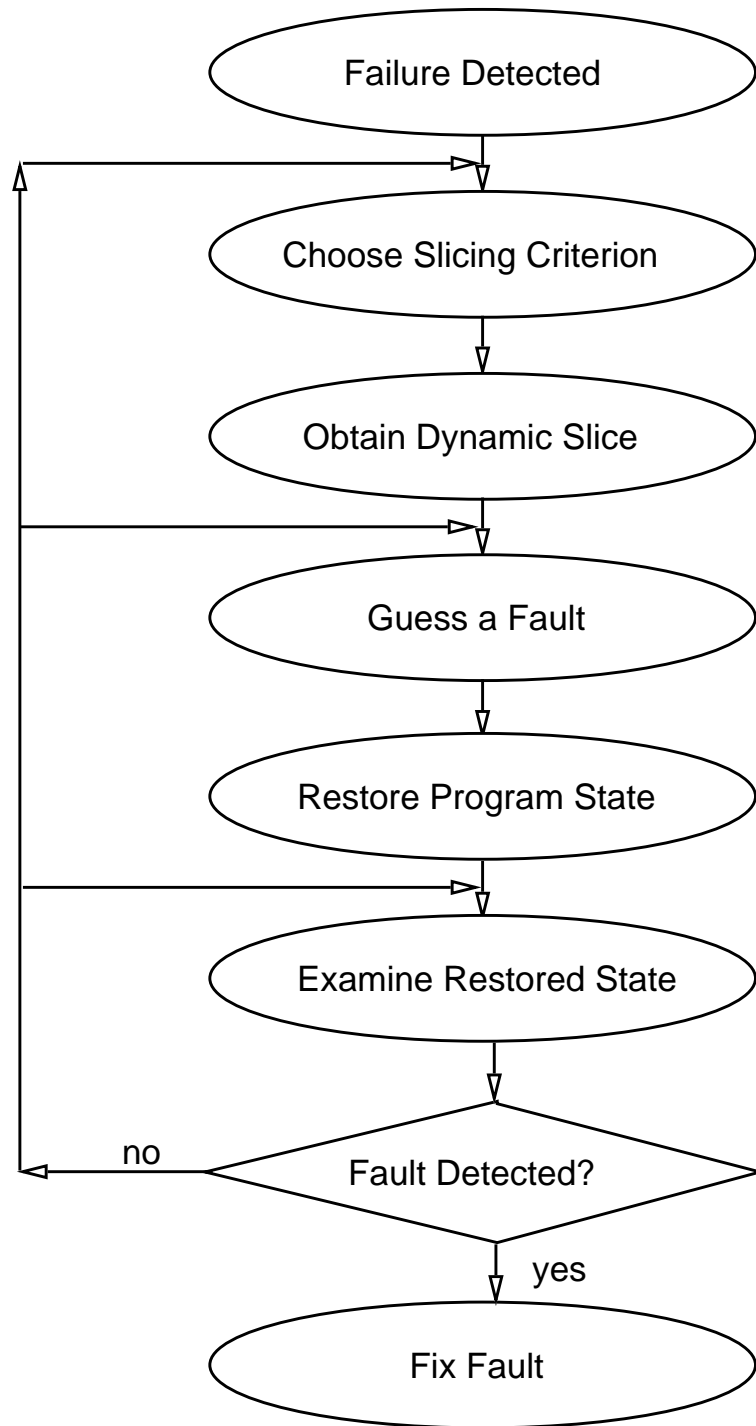 Failure Detected
Choose Slicing Criterion
Obtain Dynamic Slice
Guess a Fault
Restore Program State
Examine Restored State
no
Fault Detected?
yes
Fix Fault